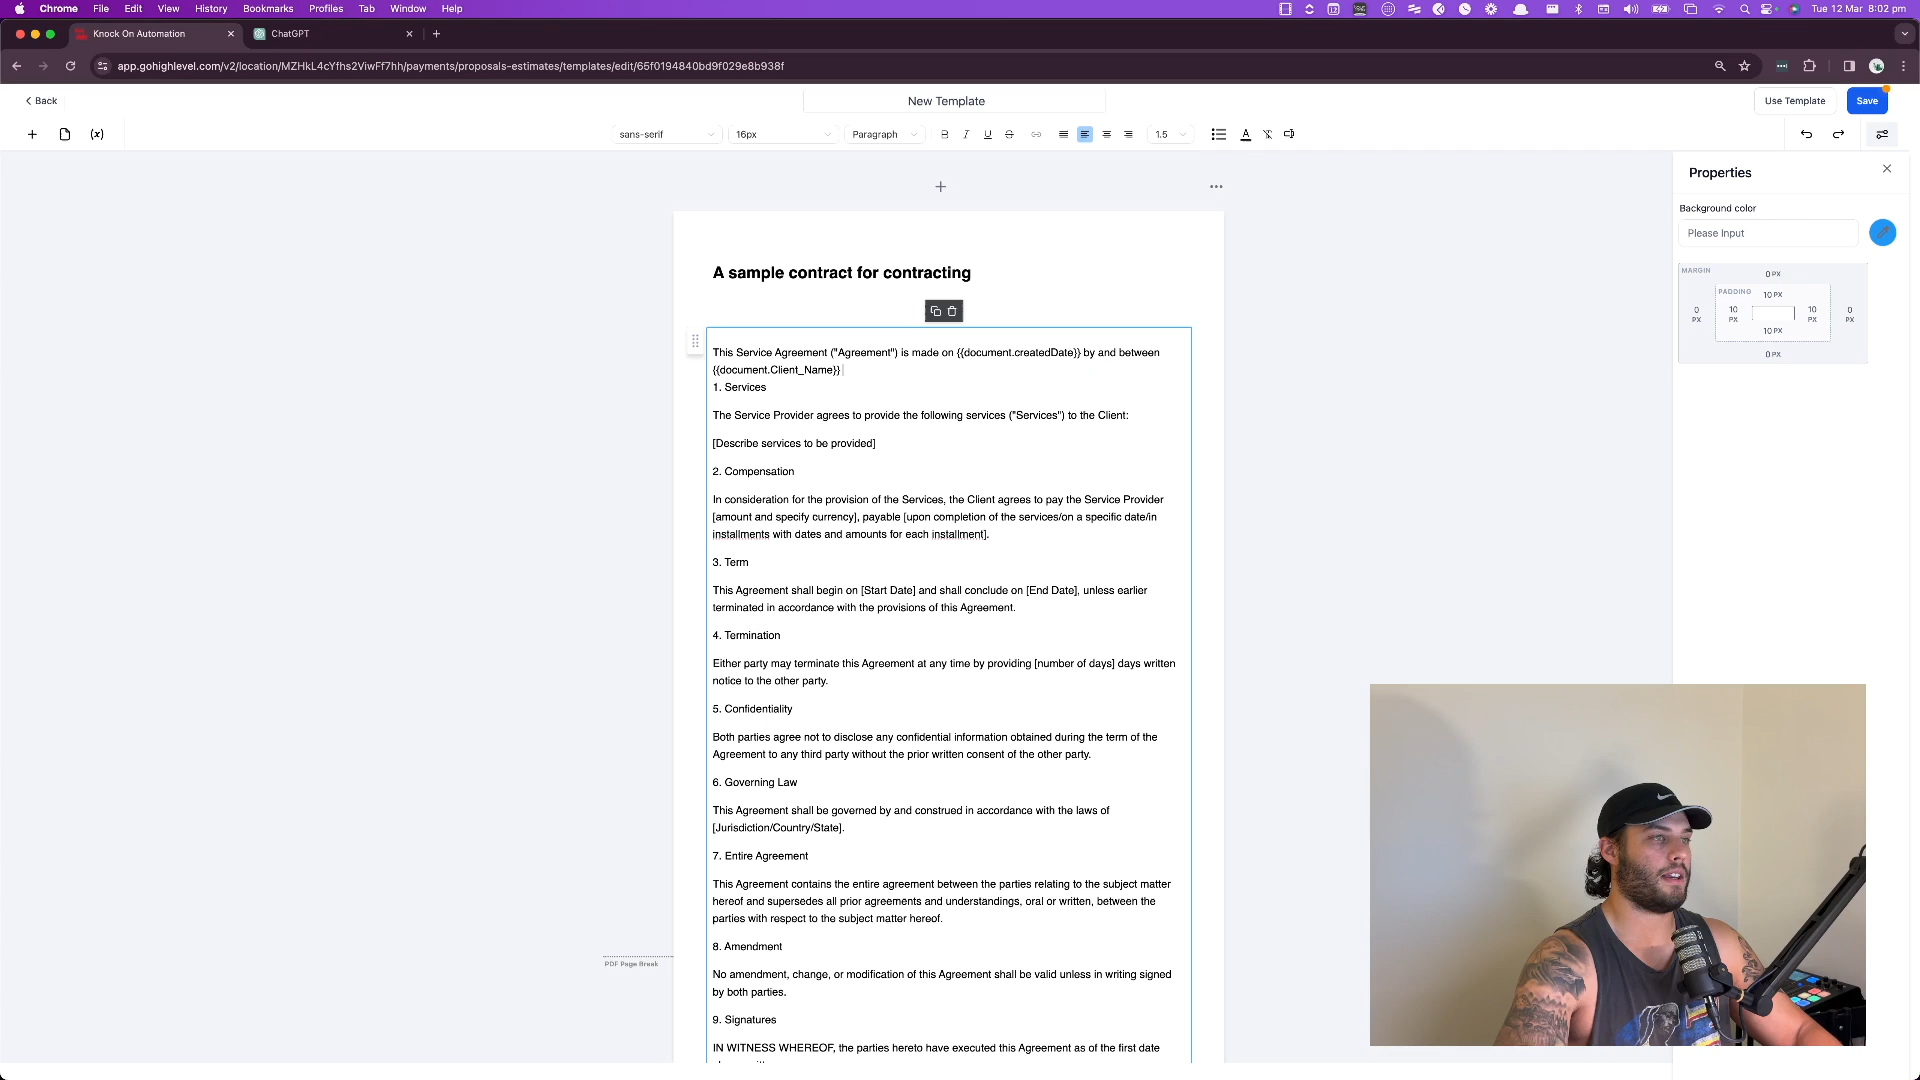 Chrome File Edit View History Bookmarks Profiles Tab Window Help
Tue 12 Mar 8:02 pm
Knock On Automation
ChatGPT
app.gohighlevel.com/v2/location/MZHkL4cYfhs2ViwFf7hh/payments/proposals-estimates/templates/edit/65f0194840bd9f029e8b938f
Back
New Template
Use Template
Save
(x)
sans-serif
16px
Paragraph
B I U S
1.5
A
Properties
Background color
Please Input
MARGIN
0 PX
PADDING
10 PX
0 PX
10 PX
10 PX
0 PX
10 PX
0 PX
A sample contract for contracting
This Service Agreement ("Agreement") is made on {{document.createdDate}} by and between
{{document.Client_Name}}
1. Services
The Service Provider agrees to provide the following services ("Services") to the Client:
[Describe services to be provided]
2. Compensation
In consideration for the provision of the Services, the Client agrees to pay the Service Provider
[amount and specify currency], payable [upon completion of the services/on a specific date/in
installments with dates and amounts for each installment].
3. Term
This Agreement shall begin on [Start Date] and shall conclude on [End Date], unless earlier
terminated in accordance with the provisions of this Agreement.
4. Termination
Either party may terminate this Agreement at any time by providing [number of days] days written
notice to the other party.
5. Confidentiality
Both parties agree not to disclose any confidential information obtained during the term of the
Agreement to any third party without the prior written consent of the other party.
6. Governing Law
This Agreement shall be governed by and construed in accordance with the laws of
[Jurisdiction/Country/State].
7. Entire Agreement
This Agreement contains the entire agreement between the parties relating to the subject matter
hereof and supersedes all prior agreements and understandings, oral or written, between the
parties with respect to the subject matter hereof.
8. Amendment
PDF Page Break
No amendment, change, or modification of this Agreement shall be valid unless in writing signed
by both parties.
9. Signatures
IN WITNESS WHEREOF, the parties hereto have executed this Agreement as of the first date